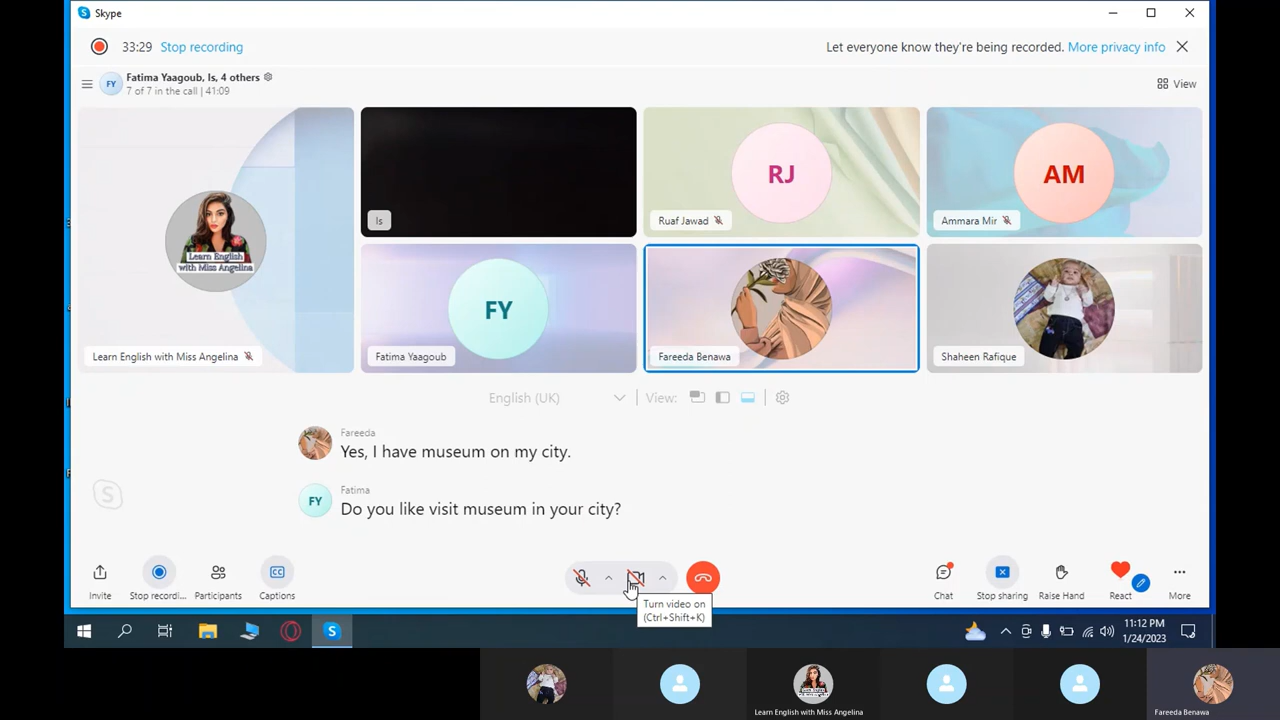 Skype
33:29 Stop recording
Let everyone know they're being recorded. More privacy info
FY
Fatima Yaagoub, Is, 4 others
7 of 7 in the call | 41:09
View
Learn English
with Miss Angelina
Learn English with Miss Angelina
Is
RJ
Ruaf Jawad
AM
Ammara Mir
FY
Fatima Yaagoub
Fareeda Benawa
Shaheen Rafique
English (UK)
View:
Fareeda
Yes, I have museum on my city.
FY
Fatima
Do you like visit museum in your city?
Invite
Stop recordi...
Participants
CC
Captions
Turn video on
(Ctrl+Shift+K)
Chat
Stop sharing
Raise Hand
React
More
11:12 PM
1/24/2023
Learn English with Miss Angelina
Fareeda Benawa